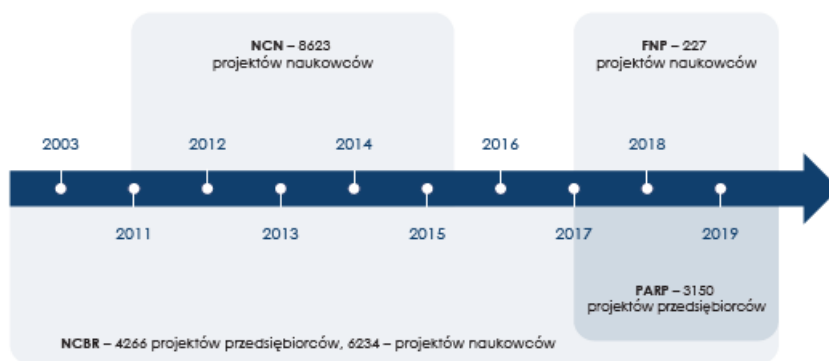 NCN – 8623
projektów naukowców
FNP – 227
projektów naukowców
2003
2012
2014
2016
2018
2011
2013
2015
2017
2019
PARP – 3150
projektów przedsiębiorców
NCBR – 4266 projektów przedsiębiorców, 6234 – projektów naukowców